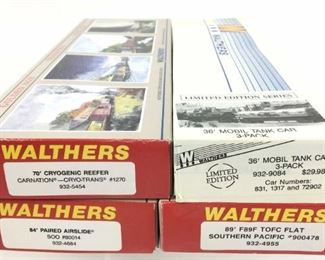 WALTHERS
LIMITED EDITION SERIES
36' MOBIL TANK CAR
3-PACK
WALTHERS
70' CRYOGENIC REEFER
CARNATION~CRYO-TRANS #1270
932-5454
WALTHERS
LIMITED
EDITION
36' MOBIL TANK CAR
3-PACK
932-9084 $29.98
Car Numbers:
831, 1317 and 72902
WALTHERS
54' PAIRED AIRSLIDE®
SOO #80014
932-4684
WALTHERS
89' F89F TOFC FLAT
SOUTHERN PACIFIC #900478
932-4955